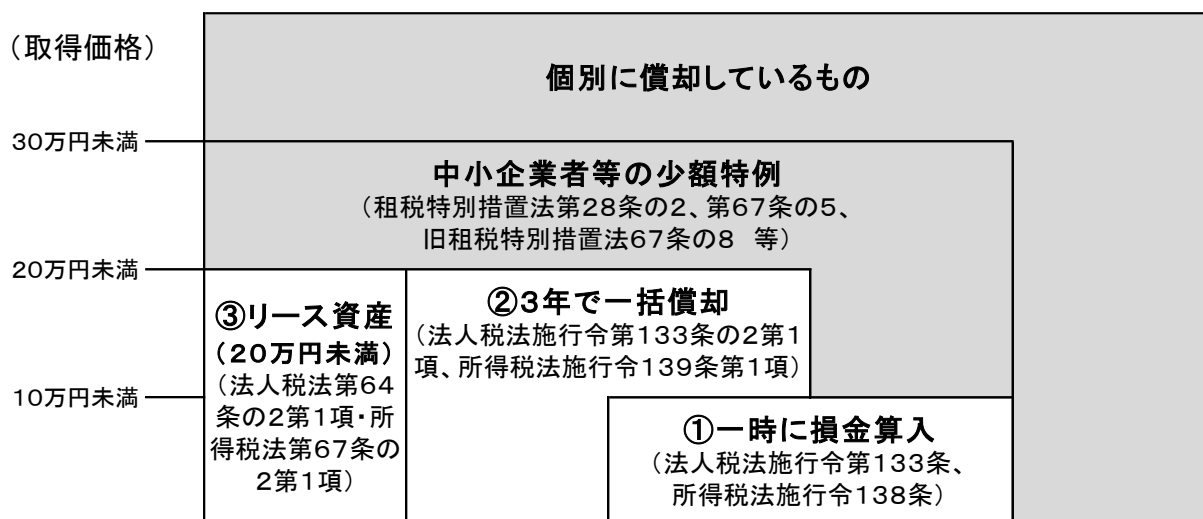 （取得価格）
個別に償却しているもの
30万円未満
中小企業者等の少額特例
（租税特別措置法第28条の2、第67条の5、
旧租税特別措置法67条の8　等）
20万円未満
③リース資産
（20万円未満）
（法人税法第64
条の2第1項・所
得税法第67条の
2第1項）
②3年で一括償却
（法人税法施行令第133条の2第1
項、所得税法施行令139条第1項）
10万円未満
①一時に損金算入
（法人税法施行令第133条、
所得税法施行令138条）